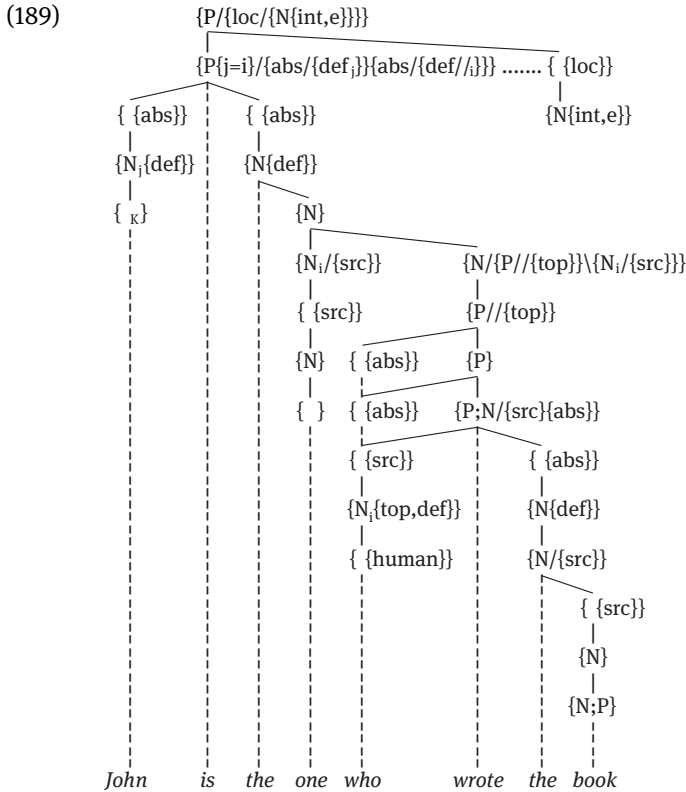 (189) {P/{loc/{N{int,e}}}}
{P{j=i}/{abs/{def_j}}{abs/{def//_i}}} ....... { {loc}}
{ {abs}} { {abs}} {N{int,e}}
{N_j{def}} {N{def}}
{ _K} {N}
{N_i/{src}} {N/{P//{top}}\{N_i/{src}}}
{ {src}} {P//{top}}
{N} { {abs}} {P}
{ } { {abs}} {P;N/{src}{abs}}
{ {src}} { {abs}}
{N_i{top,def}} {N{def}}
{ {human}} {N/{src}}
{ {src}}
{N}
{N;P}
John is the one who wrote the book